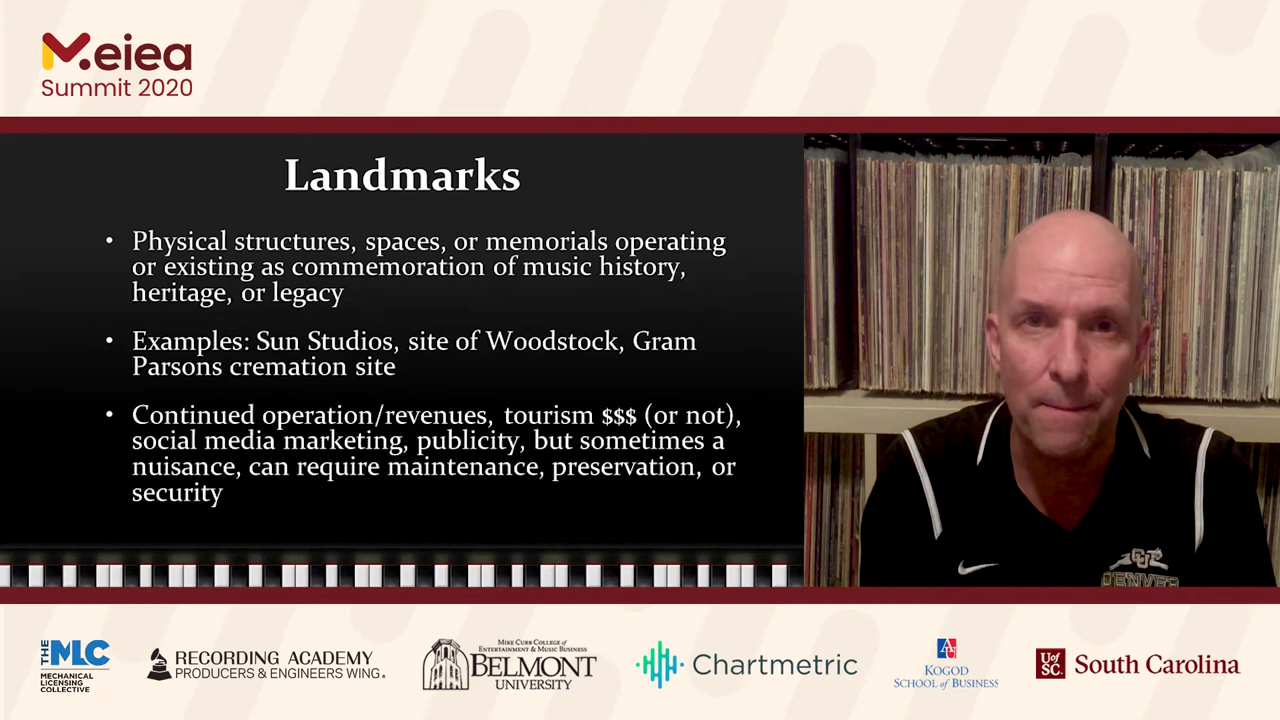 meiea
Summit 2020
Landmarks
• Physical structures, spaces, or memorials operating
or existing as commemoration of music history,
heritage, or legacy
• Examples: Sun Studios, site of Woodstock, Gram
Parsons cremation site
• Continued operation/revenues, tourism $$$ (or not),
social media marketing, publicity, but sometimes a
nuisance, can require maintenance, preservation, or
security
CU
DENVER
THE MLC
MECHANICAL
LICENSING
COLLECTIVE
RECORDING ACADEMY
PRODUCERS & ENGINEERS WING®
MIKE CURB COLLEGE of
ENTERTAINMENT & MUSIC BUSINESS
BELMONT
UNIVERSITY
Chartmetric
AU
KOGOD
SCHOOL of BUSINESS
UofSC.
South Carolina